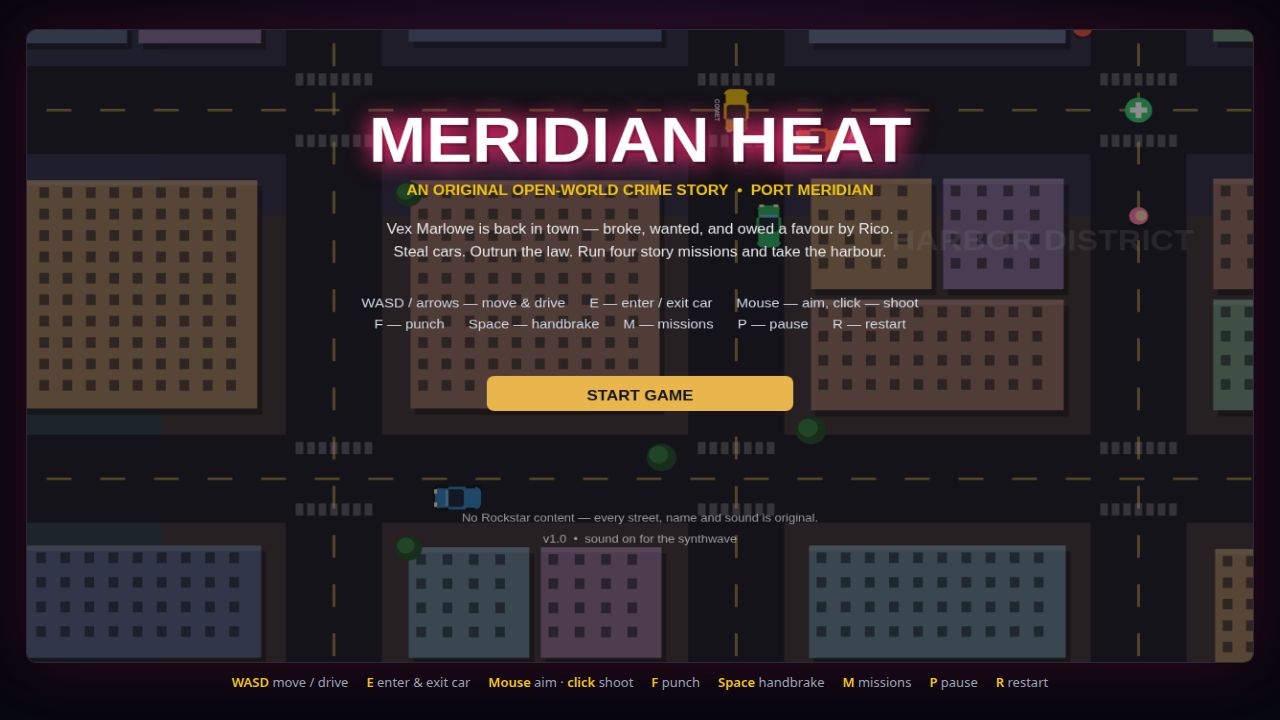 COMET
MERIDIAN HEAT
AN ORIGINAL OPEN-WORLD CRIME STORY • PORT MERIDIAN
Vex Marlowe is back in town — broke, wanted, and owed a favour by Rico.
HARBOR DISTRICT
Steal cars. Outrun the law. Run four story missions and take the harbour.
WASD / arrows — move & drive E — enter / exit car Mouse — aim, click — shoot
F — punch Space — handbrake M — missions P — pause R — restart
START GAME
No Rockstar content — every street, name and sound is original.
v1.0 • sound on for the synthwave
WASD move / drive E enter & exit car Mouse aim · click shoot F punch Space handbrake M missions P pause R restart